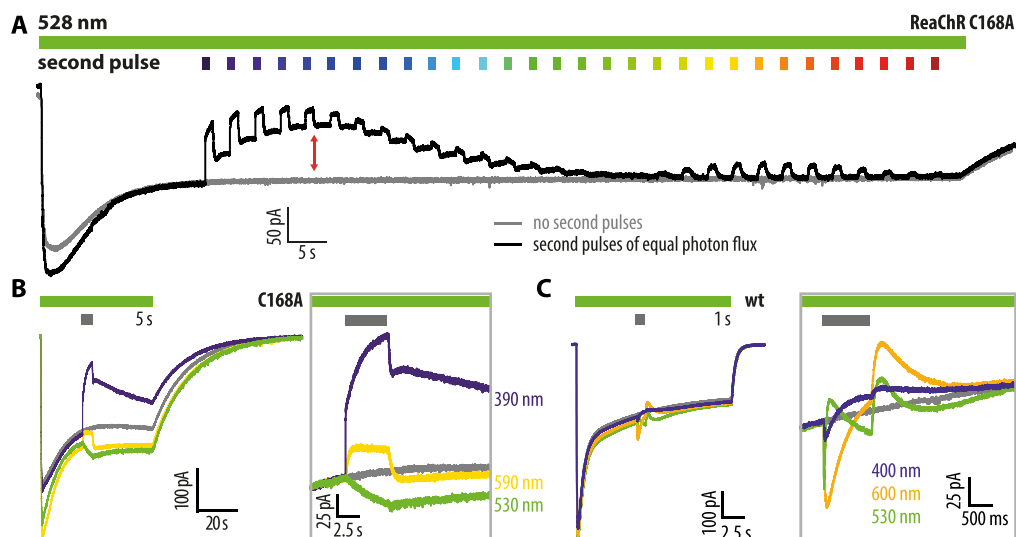 A 528 nm ReaChR C168A
second pulse
50 pA
5 s
no second pulses
second pulses of equal photon flux
B C168A
5 s
390 nm
590 nm
530 nm
100 pA
20 s
25 pA
2.5 s
C wt
1 s
400 nm
600 nm
530 nm
100 pA
2.5 s
25 pA
500 ms